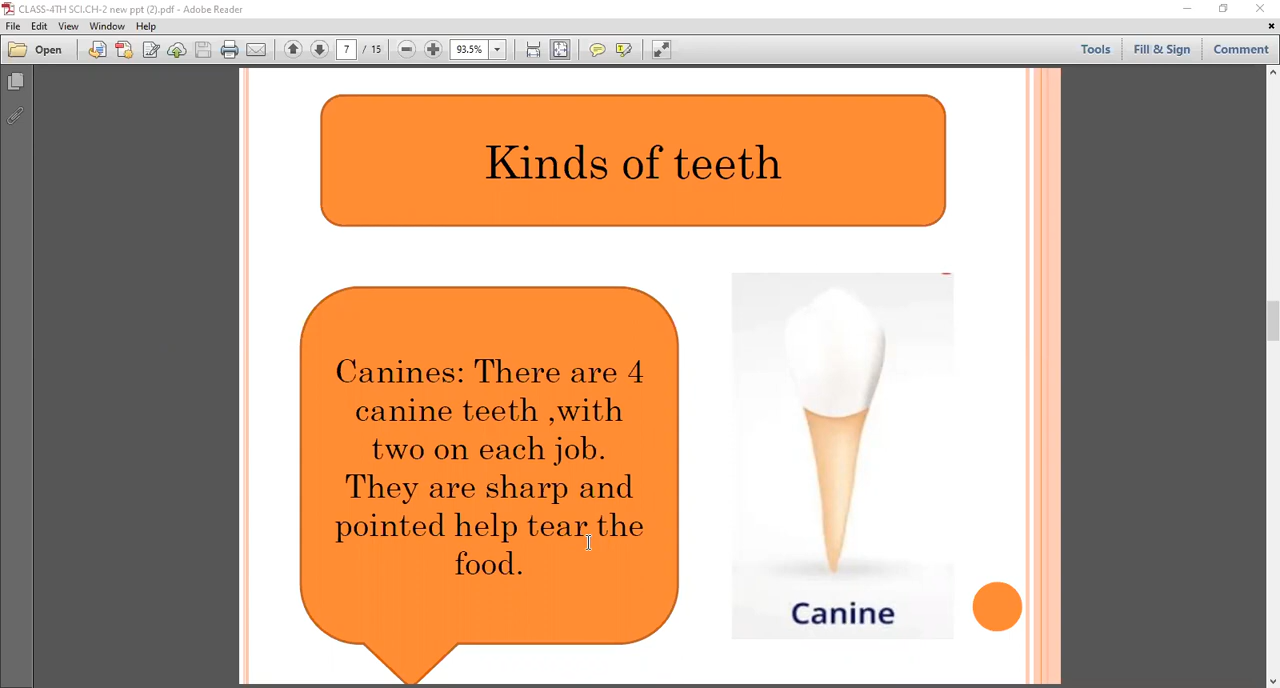 CLASS-4TH SCI.CH-2 new ppt (2).pdf - Adobe Reader
File Edit View Window Help
Open 7 / 15 93.5% Tools Fill & Sign Comment
Kinds of teeth
Canines: There are 4
canine teeth ,with
two on each job.
They are sharp and
pointed help tear the
food.
Canine